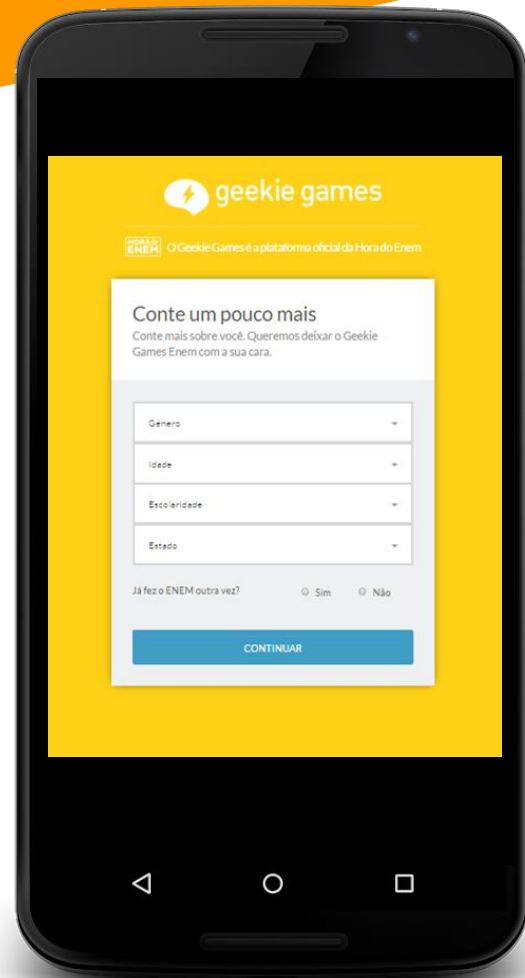 geekie games
HORA DO
ENEM
O Geekie Games é a plataforma oficial da Hora do Enem
Conte um pouco mais
Conte mais sobre você. Queremos deixar o Geekie
Games Enem com a sua cara.
Gênero
Idade
Escolaridade
Estado
Já fez o ENEM outra vez? Sim Não
CONTINUAR